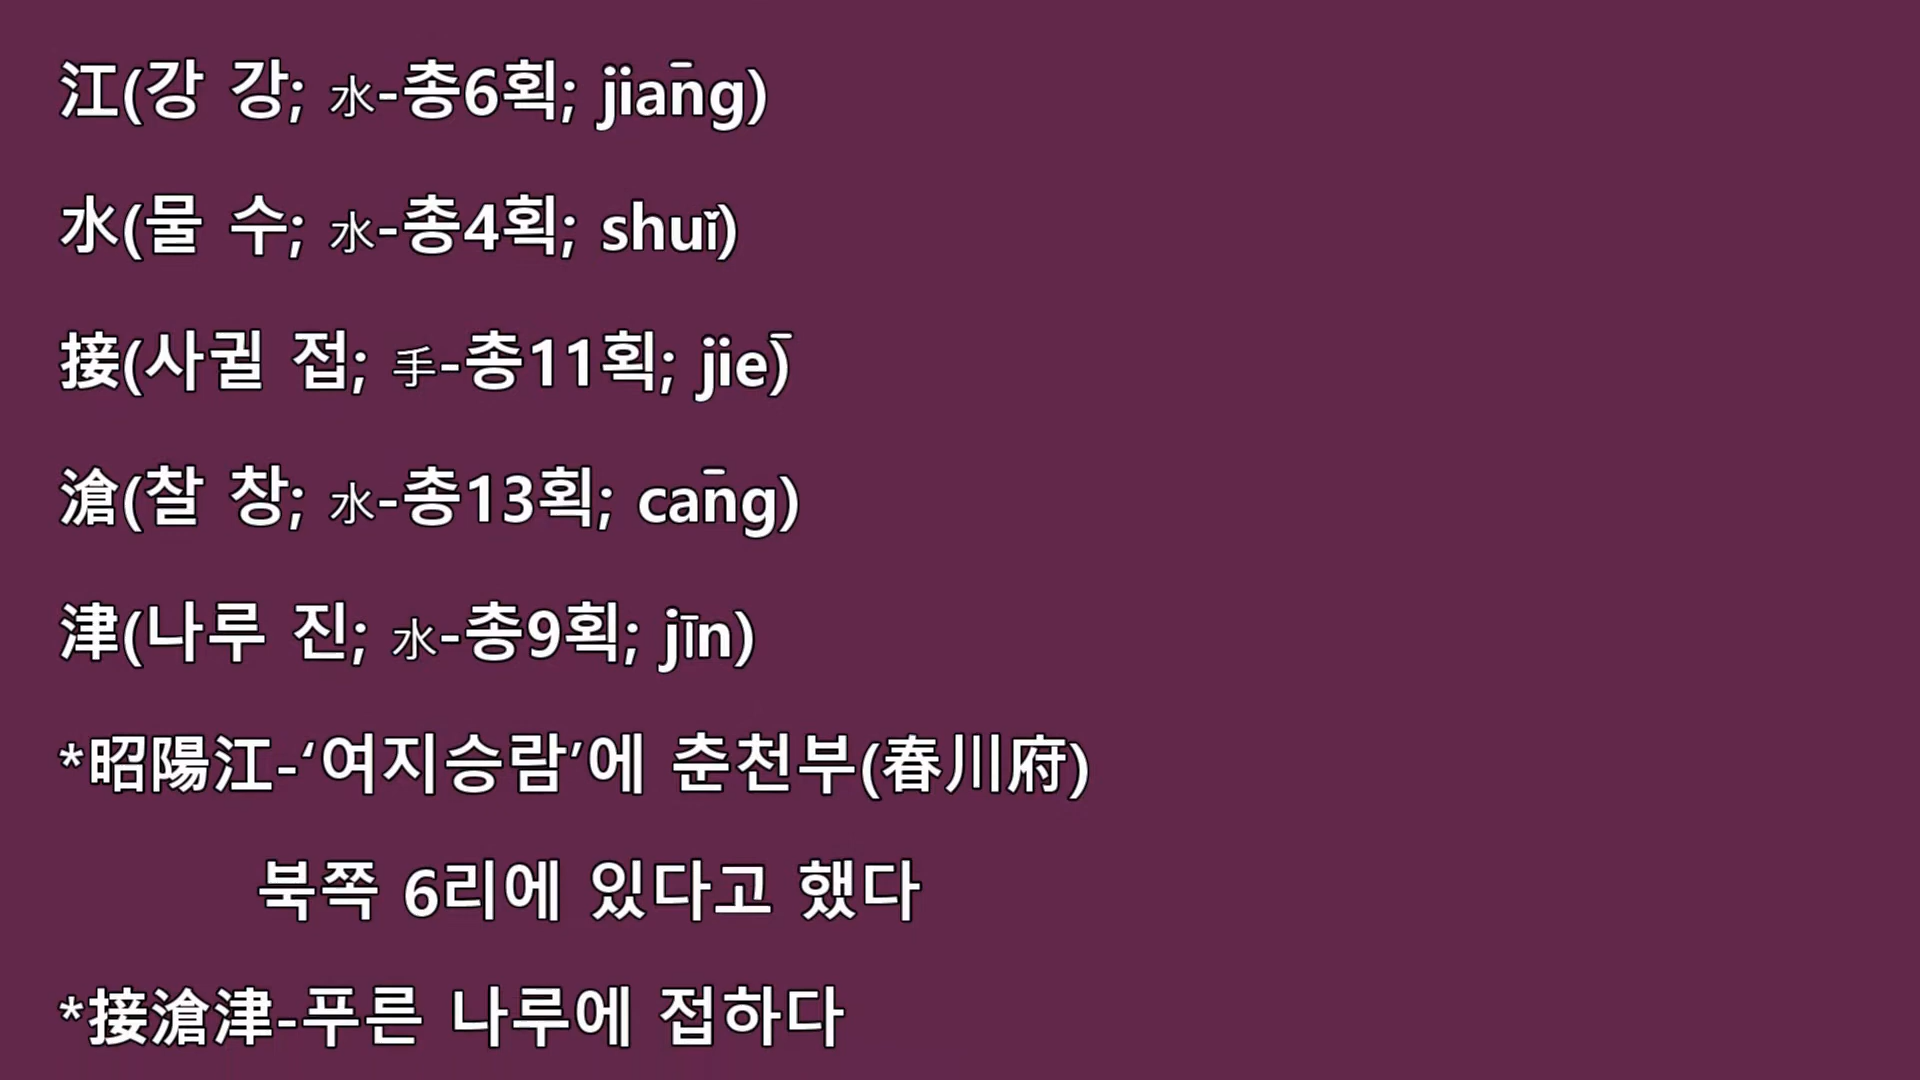 江(강 강; 水-총6획; jiāng)
水(물 수; 水-총4획; shuǐ)
接(사귈 접; 手-총11획; jiē)
滄(찰 창; 水-총13획; cāng)
津(나루 진; 水-총9획; jīn)
*昭陽江-‘여지승람’에 춘천부(春川府)
북쪽 6리에 있다고 했다
*接滄津-푸른 나루에 접하다